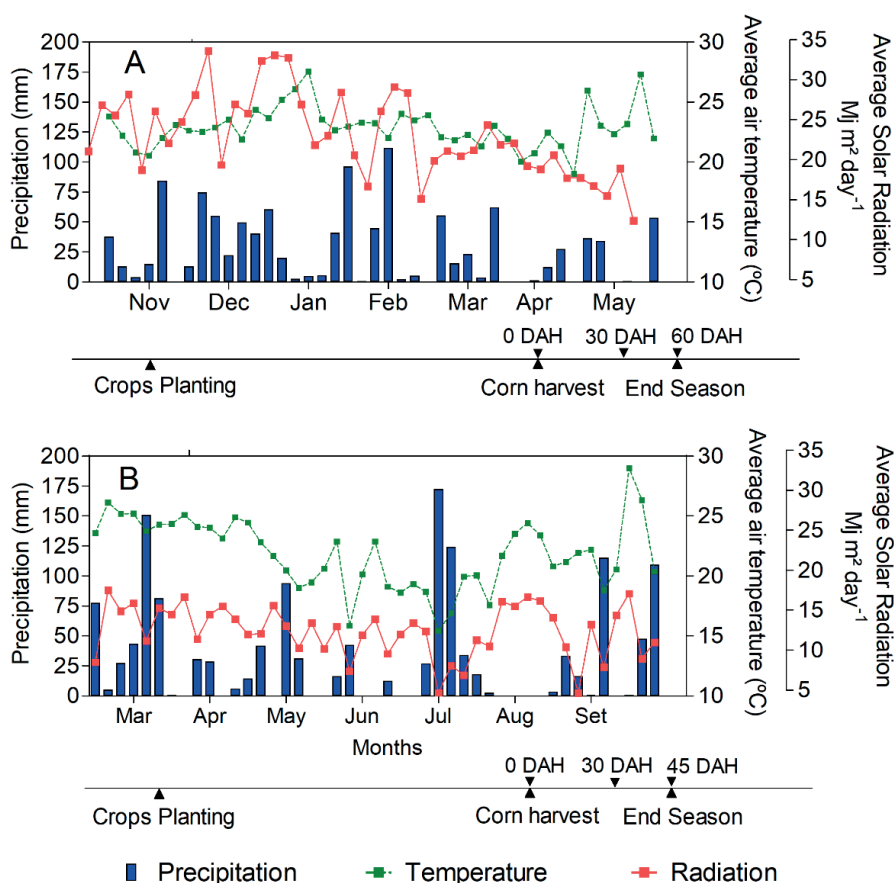 A
Precipitation (mm)
200
175
150
125
100
75
50
25
0
30
25
20
15
10
Average air temperature (ºC)
35
30
25
20
15
10
5
Average Solar Radiation
Mj m² day⁻¹
Nov Dec Jan Feb Mar Apr May
0 DAH 30 DAH 60 DAH
Crops Planting Corn harvest End Season
B
Precipitation (mm)
200
175
150
125
100
75
50
25
0
30
25
20
15
10
Average air temperature (ºC)
35
30
25
20
15
10
5
Average Solar Radiation
Mj m² day⁻¹
Mar Apr May Jun Jul Aug Set
Months
0 DAH 30 DAH 45 DAH
Crops Planting Corn harvest End Season
Precipitation Temperature Radiation